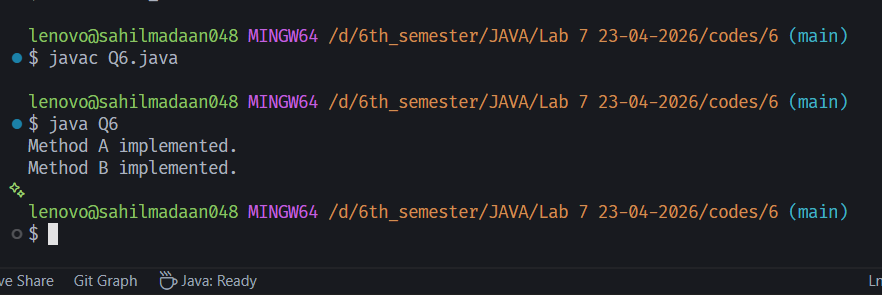 lenovo@sahilmadaan048 MINGW64 /d/6th_semester/JAVA/Lab 7 23-04-2026/codes/6 (main)
$ javac Q6.java
lenovo@sahilmadaan048 MINGW64 /d/6th_semester/JAVA/Lab 7 23-04-2026/codes/6 (main)
$ java Q6
Method A implemented.
Method B implemented.
lenovo@sahilmadaan048 MINGW64 /d/6th_semester/JAVA/Lab 7 23-04-2026/codes/6 (main)
$
ve Share Git Graph Java: Ready Ln